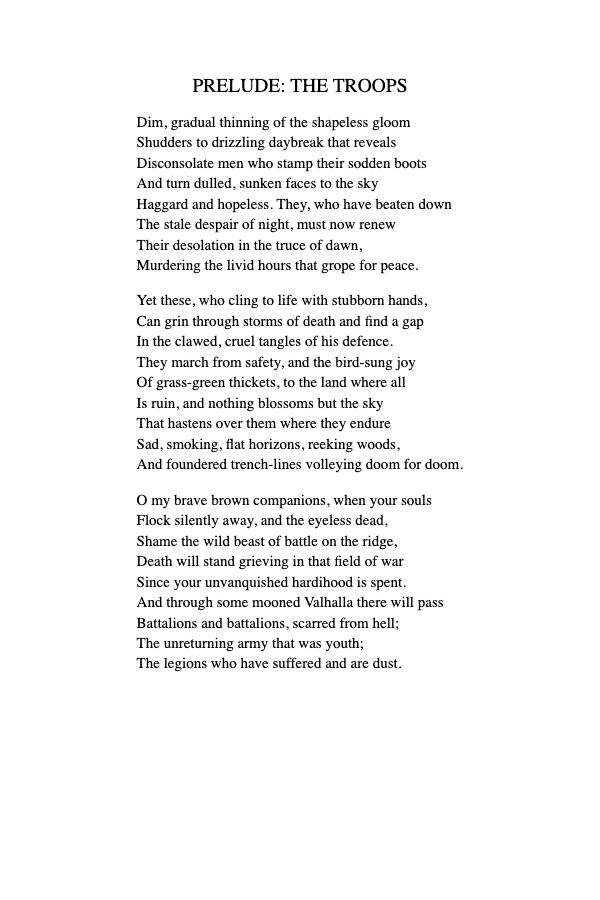 PRELUDE: THE TROOPS
Dim, gradual thinning of the shapeless gloom
Shudders to drizzling daybreak that reveals
Disconsolate men who stamp their sodden boots
And turn dulled, sunken faces to the sky
Haggard and hopeless. They, who have beaten down
The stale despair of night, must now renew
Their desolation in the truce of dawn,
Murdering the livid hours that grope for peace.
Yet these, who cling to life with stubborn hands,
Can grin through storms of death and find a gap
In the clawed, cruel tangles of his defence.
They march from safety, and the bird-sung joy
Of grass-green thickets, to the land where all
Is ruin, and nothing blossoms but the sky
That hastens over them where they endure
Sad, smoking, flat horizons, reeking woods,
And foundered trench-lines volleying doom for doom.
O my brave brown companions, when your souls
Flock silently away, and the eyeless dead,
Shame the wild beast of battle on the ridge,
Death will stand grieving in that field of war
Since your unvanquished hardihood is spent.
And through some mooned Valhalla there will pass
Battalions and battalions, scarred from hell;
The unreturning army that was youth;
The legions who have suffered and are dust.